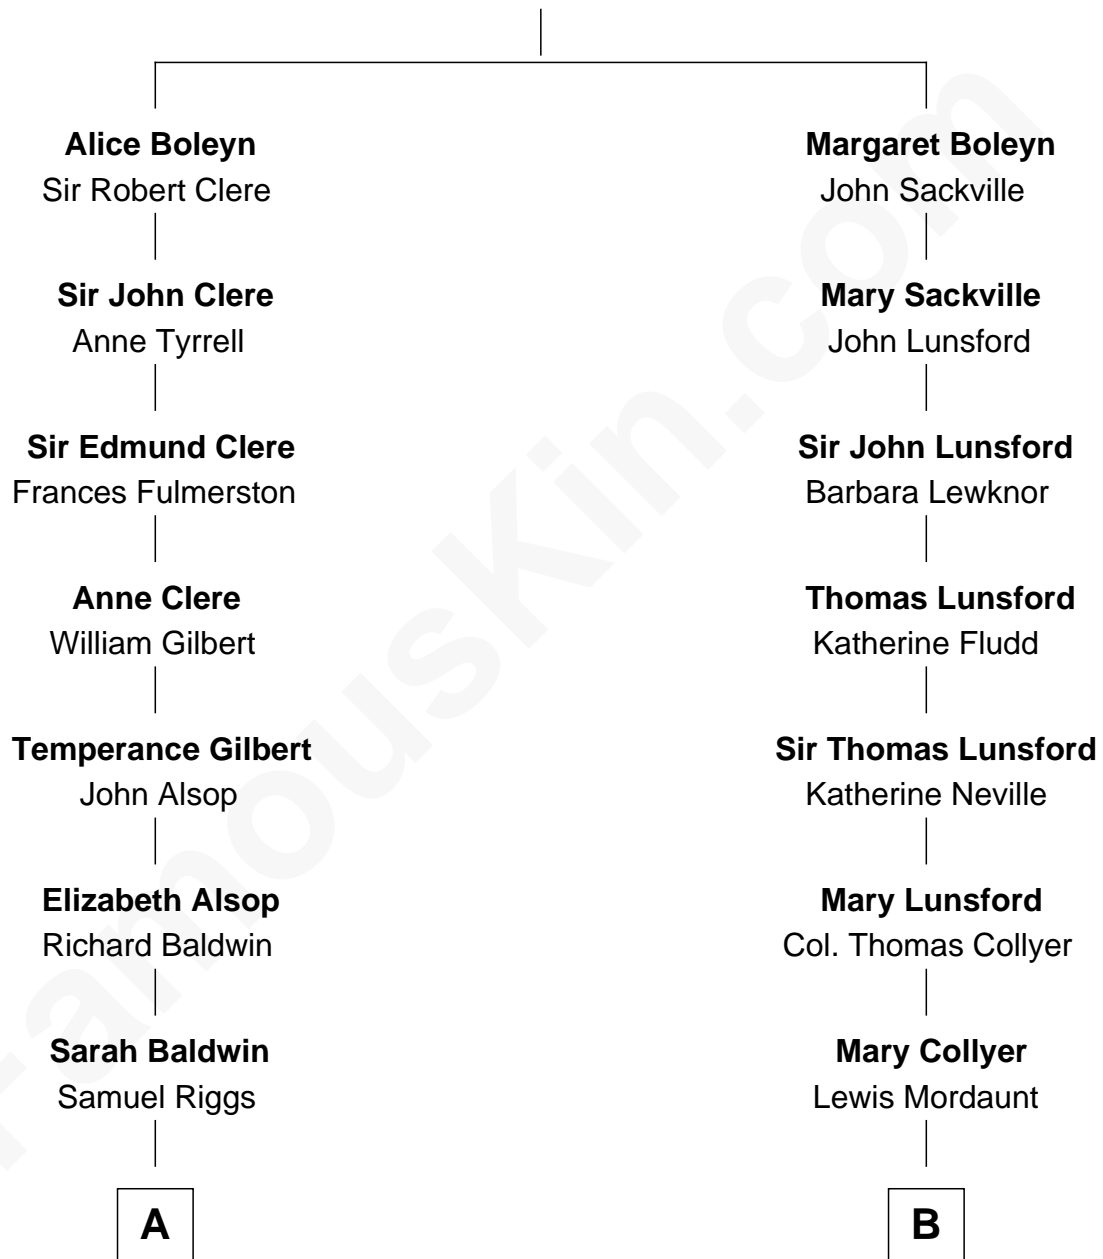 Alice Boleyn
Sir Robert Clere
Sir John Clere
Anne Tyrrell
Sir Edmund Clere
Frances Fulmerston
Anne Clere
William Gilbert
Temperance Gilbert
John Alsop
Elizabeth Alsop
Richard Baldwin
Sarah Baldwin
Samuel Riggs
A
Margaret Boleyn
John Sackville
Mary Sackville
John Lunsford
Sir John Lunsford
Barbara Lewknor
Thomas Lunsford
Katherine Fludd
Sir Thomas Lunsford
Katherine Neville
Mary Lunsford
Col. Thomas Collyer
Mary Collyer
Lewis Mordaunt
B
FamousKin.com